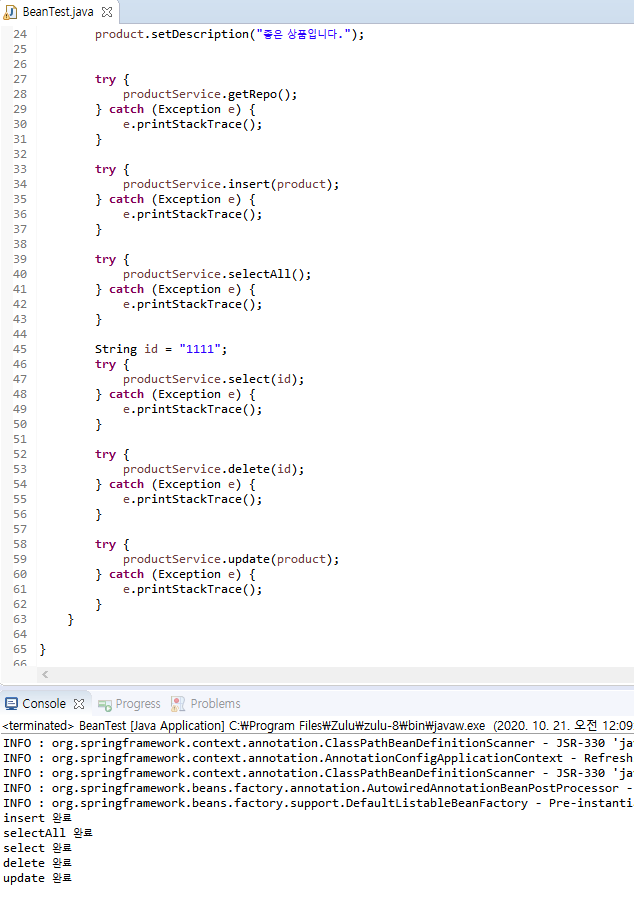 BeanTest.java
24 product.setDescription("좋은 상품입니다.");
25
26
27 try {
28 productService.getRepo();
29 } catch (Exception e) {
30 e.printStackTrace();
31 }
32
33 try {
34 productService.insert(product);
35 } catch (Exception e) {
36 e.printStackTrace();
37 }
38
39 try {
40 productService.selectAll();
41 } catch (Exception e) {
42 e.printStackTrace();
43 }
44
45 String id = "1111";
46 try {
47 productService.select(id);
48 } catch (Exception e) {
49 e.printStackTrace();
50 }
51
52 try {
53 productService.delete(id);
54 } catch (Exception e) {
55 e.printStackTrace();
56 }
57
58 try {
59 productService.update(product);
60 } catch (Exception e) {
61 e.printStackTrace();
62 }
63 }
64
65 }
66
Console Progress Problems
<terminated> BeanTest [Java Application] C:₩Program Files₩Zulu₩zulu-8₩bin₩javaw.exe (2020. 10. 21. 오전 12:09
INFO : org.springframework.context.annotation.ClassPathBeanDefinitionScanner - JSR-330 'ja
INFO : org.springframework.context.annotation.AnnotationConfigApplicationContext - Refresh
INFO : org.springframework.context.annotation.ClassPathBeanDefinitionScanner - JSR-330 'ja
INFO : org.springframework.beans.factory.annotation.AutowiredAnnotationBeanPostProcessor -
INFO : org.springframework.beans.factory.support.DefaultListableBeanFactory - Pre-instanti
insert 완료
selectAll 완료
select 완료
delete 완료
update 완료